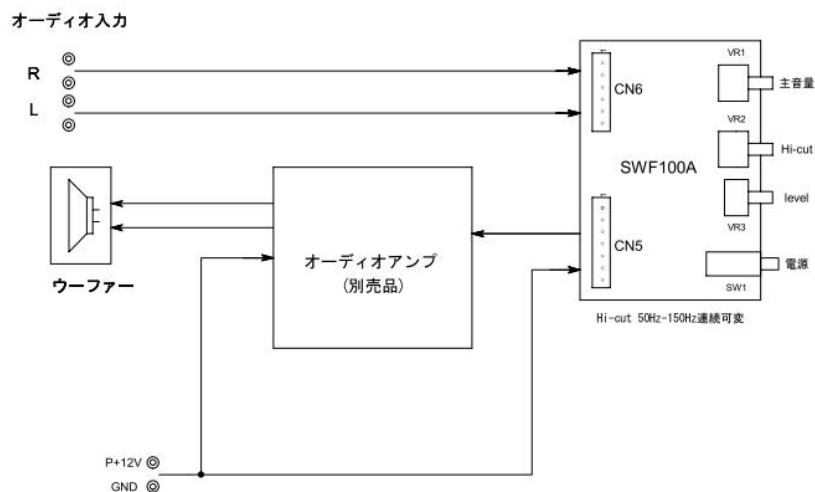 オーディオ入力
R
L
CN6
VR1
主音量
VR2
Hi-cut
SWF100A
level
VR3
CN5
電源
SW1
Hi-cut 50Hz-150Hz連続可変
オーディオアンプ
(別売品)
ウーファー
P+12V
GND